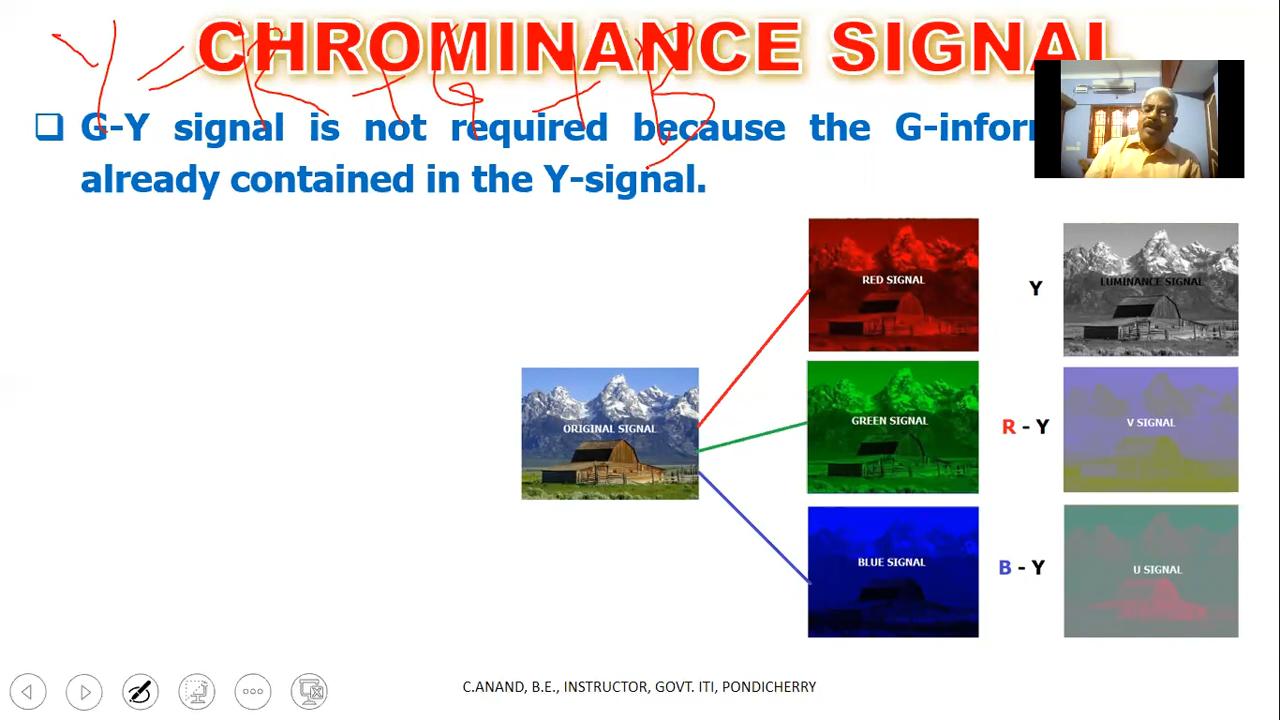 CHROMINANCE SIGNAL
Y = R + G + B
❑ G-Y signal is not required because the G-inform
already contained in the Y-signal.
RED SIGNAL
Y
LUMINANCE SIGNAL
ORIGINAL SIGNAL
GREEN SIGNAL
R - Y
V SIGNAL
BLUE SIGNAL
B - Y
U SIGNAL
C.ANAND, B.E., INSTRUCTOR, GOVT. ITI, PONDICHERRY